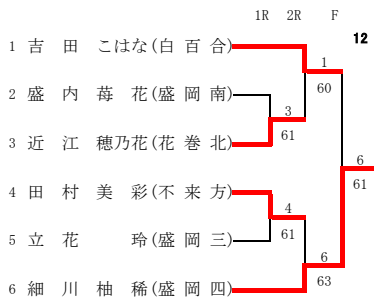 1R 2R F
12
1 吉田 こはな(白百合)
1
60
2 盛内 苺花(盛岡南)
3
61
3 近江 穂乃花(花巻北)
6
61
4 田村 美彩(不来方)
4
61
5 立花 玲(盛岡三)
6
63
6 細川 柚稀(盛岡四)